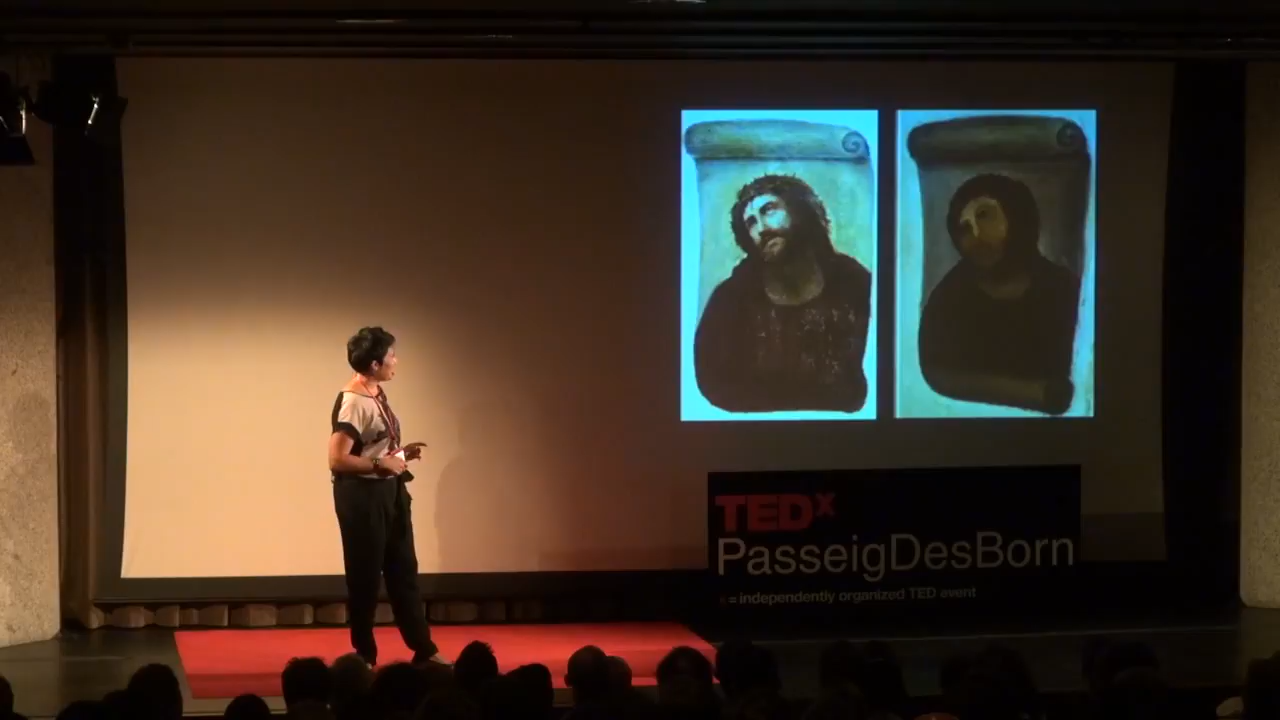 TEDx
PasseigDesBorn
x = independently organized TED event